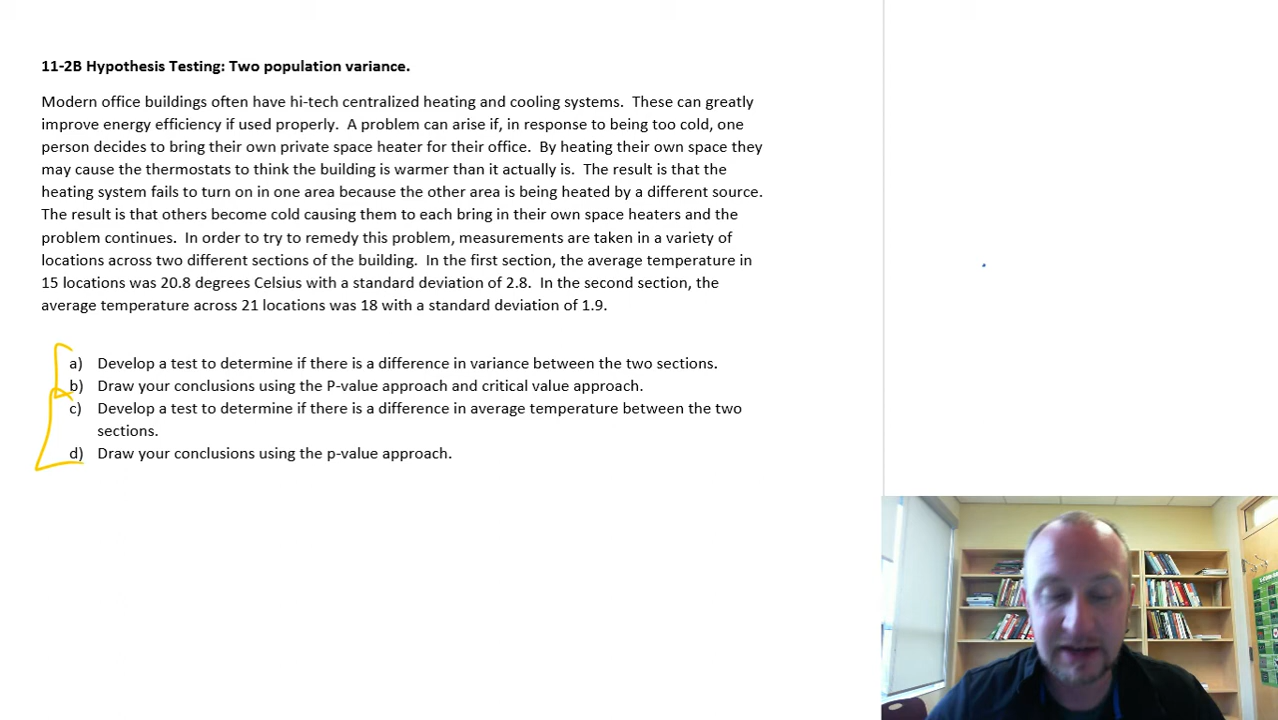 11-2B Hypothesis Testing: Two population variance.
Modern office buildings often have hi-tech centralized heating and cooling systems.  These can greatly
improve energy efficiency if used properly.  A problem can arise if, in response to being too cold, one
person decides to bring their own private space heater for their office.  By heating their own space they
may cause the thermostats to think the building is warmer than it actually is.  The result is that the
heating system fails to turn on in one area because the other area is being heated by a different source.
The result is that others become cold causing them to each bring in their own space heaters and the
problem continues.  In order to try to remedy this problem, measurements are taken in a variety of
locations across two different sections of the building.  In the first section, the average temperature in
15 locations was 20.8 degrees Celsius with a standard deviation of 2.8.  In the second section, the
average temperature across 21 locations was 18 with a standard deviation of 1.9.
a) Develop a test to determine if there is a difference in variance between the two sections.
b) Draw your conclusions using the P-value approach and critical value approach.
c) Develop a test to determine if there is a difference in average temperature between the two
sections.
d) Draw your conclusions using the p-value approach.